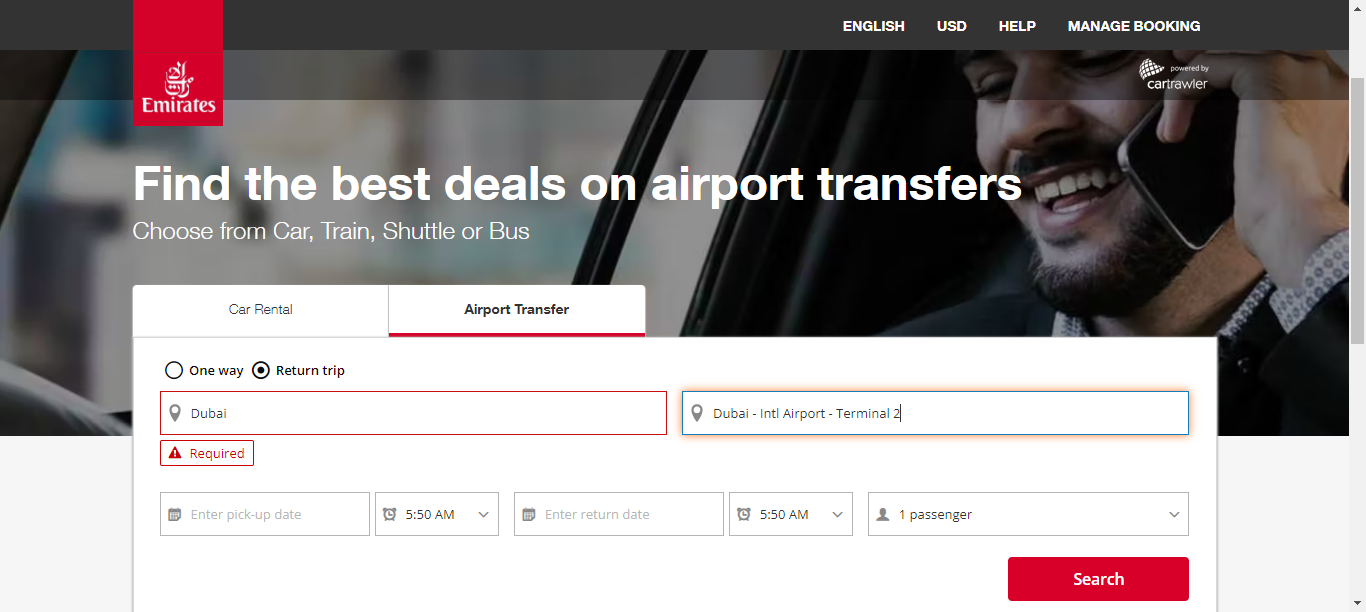 ENGLISH USD HELP MANAGE BOOKING
powered by
cartrawler
Emirates
Find the best deals on airport transfers
Choose from Car, Train, Shuttle or Bus
Car Rental Airport Transfer
One way Return trip
Dubai Dubai - Intl Airport - Terminal 2
Required
Enter pick-up date 5:50 AM Enter return date 5:50 AM 1 passenger
Search